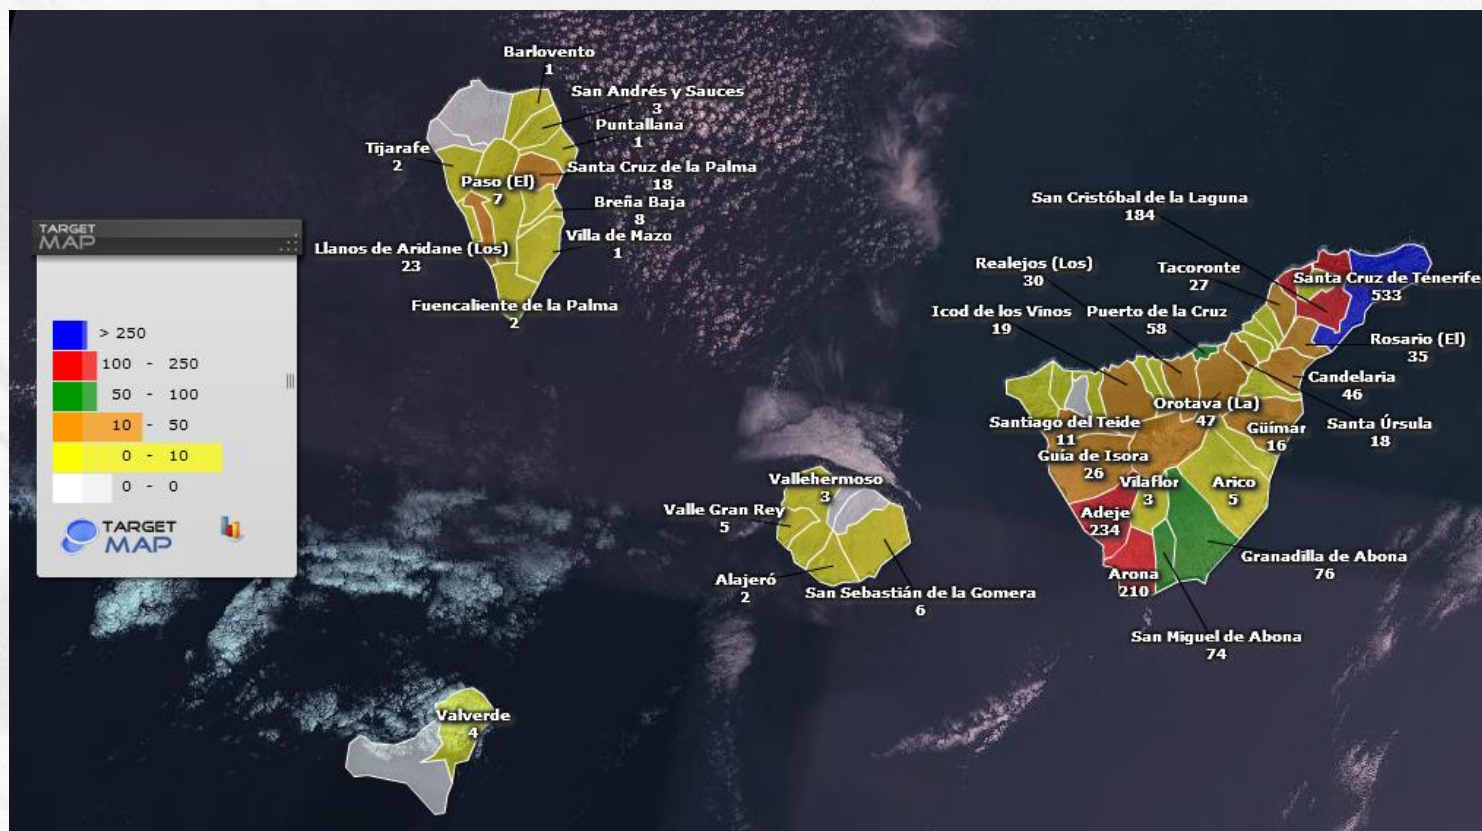 Barlovento
1
San Andrés y Sauces
3
Puntallana
1
Tijarafe
2
Santa Cruz de la Palma
18
Paso (El)
7
Breña Baja
8
Villa de Mazo
1
Llanos de Aridane (Los)
23
Fuencaliente de la Palma
2
TARGET
MAP
> 250
100 - 250
50 - 100
10 - 50
0 - 10
0 - 0
TARGET
MAP
San Cristóbal de la Laguna
184
Realejos (Los)
30
Tacoronte
27
Santa Cruz de Tenerife
533
Icod de los Vinos
19
Puerto de la Cruz
58
Rosario (El)
35
Candelaria
46
Orotava (La)
47
Santiago del Teide
11
Güímar
16
Santa Úrsula
18
Guía de Isora
26
Vilaflor
3
Arico
5
Adeje
234
Granadilla de Abona
76
Arona
210
San Miguel de Abona
74
Vallehermoso
3
Valle Gran Rey
5
Alajeró
2
San Sebastián de la Gomera
6
Valverde
4